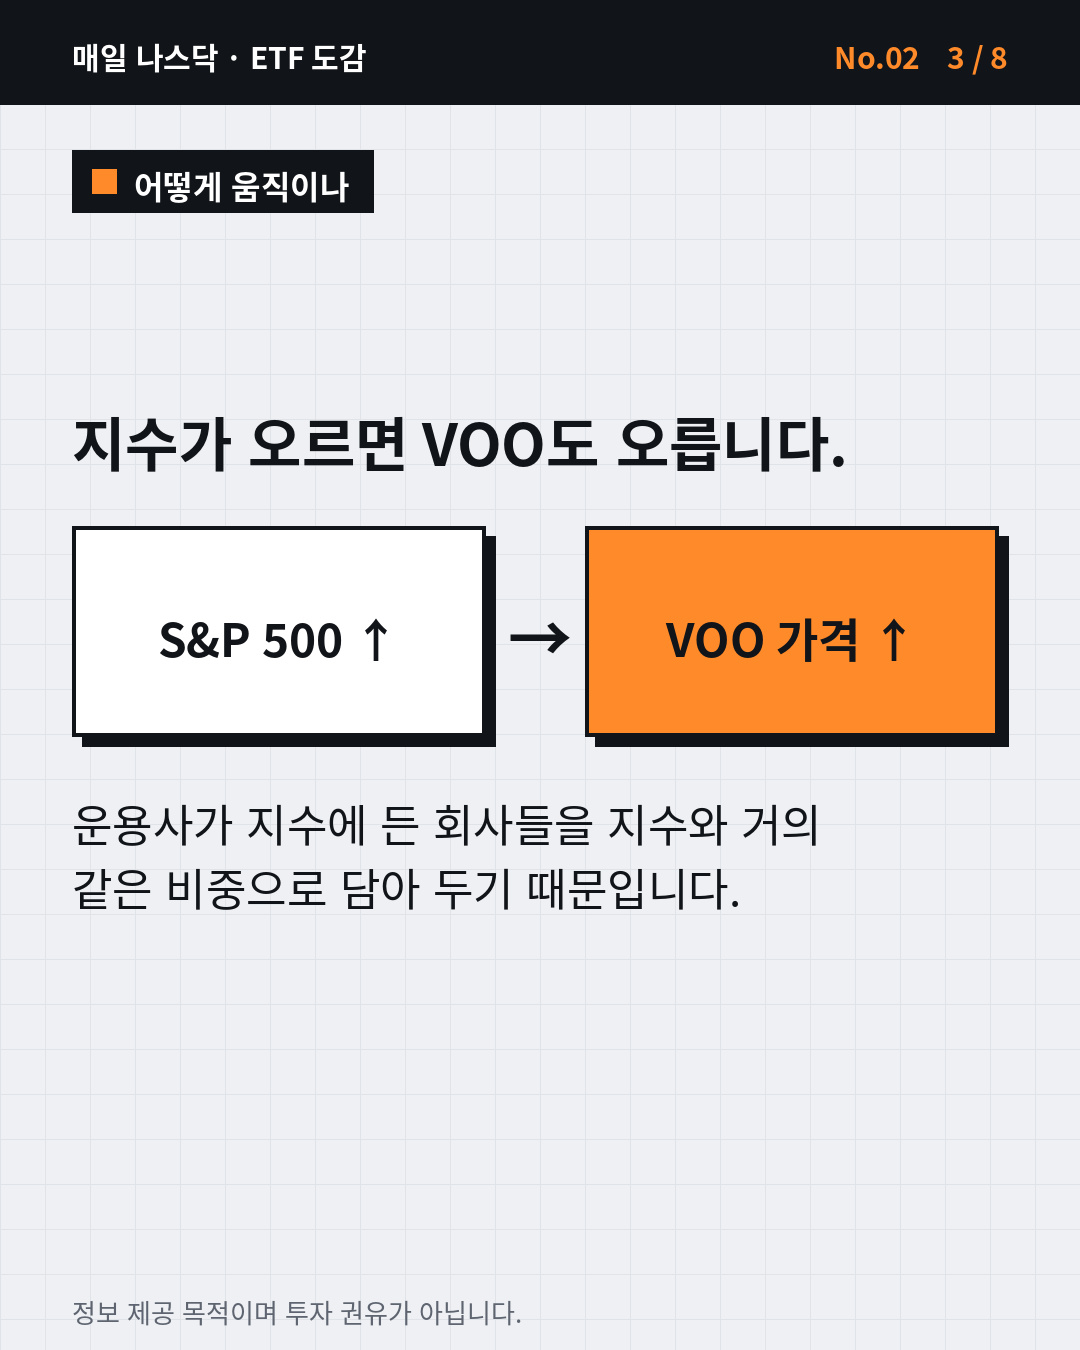 매일 나스닥 · ETF 도감
No.02 3 / 8
어떻게 움직이나
지수가 오르면 VOO도 오릅니다.
S&P 500 ↑ → VOO 가격 ↑
운용사가 지수에 든 회사들을 지수와 거의
같은 비중으로 담아 두기 때문입니다.
정보 제공 목적이며 투자 권유가 아닙니다.